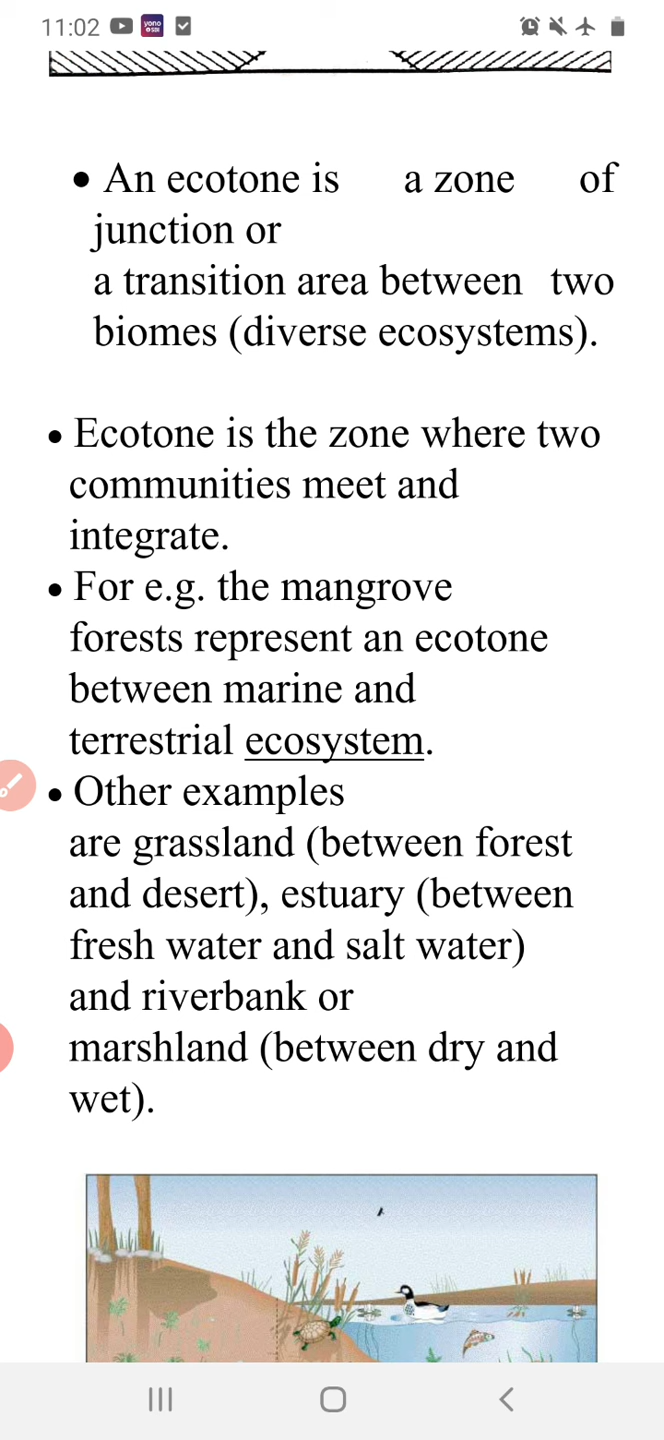 11:02
yono
SBI
• An ecotone is a zone of
junction or
a transition area between two
biomes (diverse ecosystems).
• Ecotone is the zone where two
communities meet and
integrate.
• For e.g. the mangrove
forests represent an ecotone
between marine and
terrestrial ecosystem.
• Other examples
are grassland (between forest
and desert), estuary (between
fresh water and salt water)
and riverbank or
marshland (between dry and
wet).